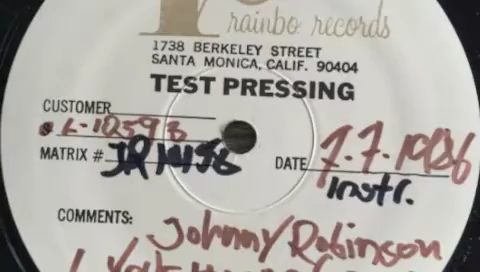 rainbo records
1738 BERKELEY STREET
SANTA MONICA, CALIF. 90404
TEST PRESSING
CUSTOMER
L-1059 B
MATRIX #
DATE 7.7.1986
Instr.
COMMENTS: Johnny Robinson